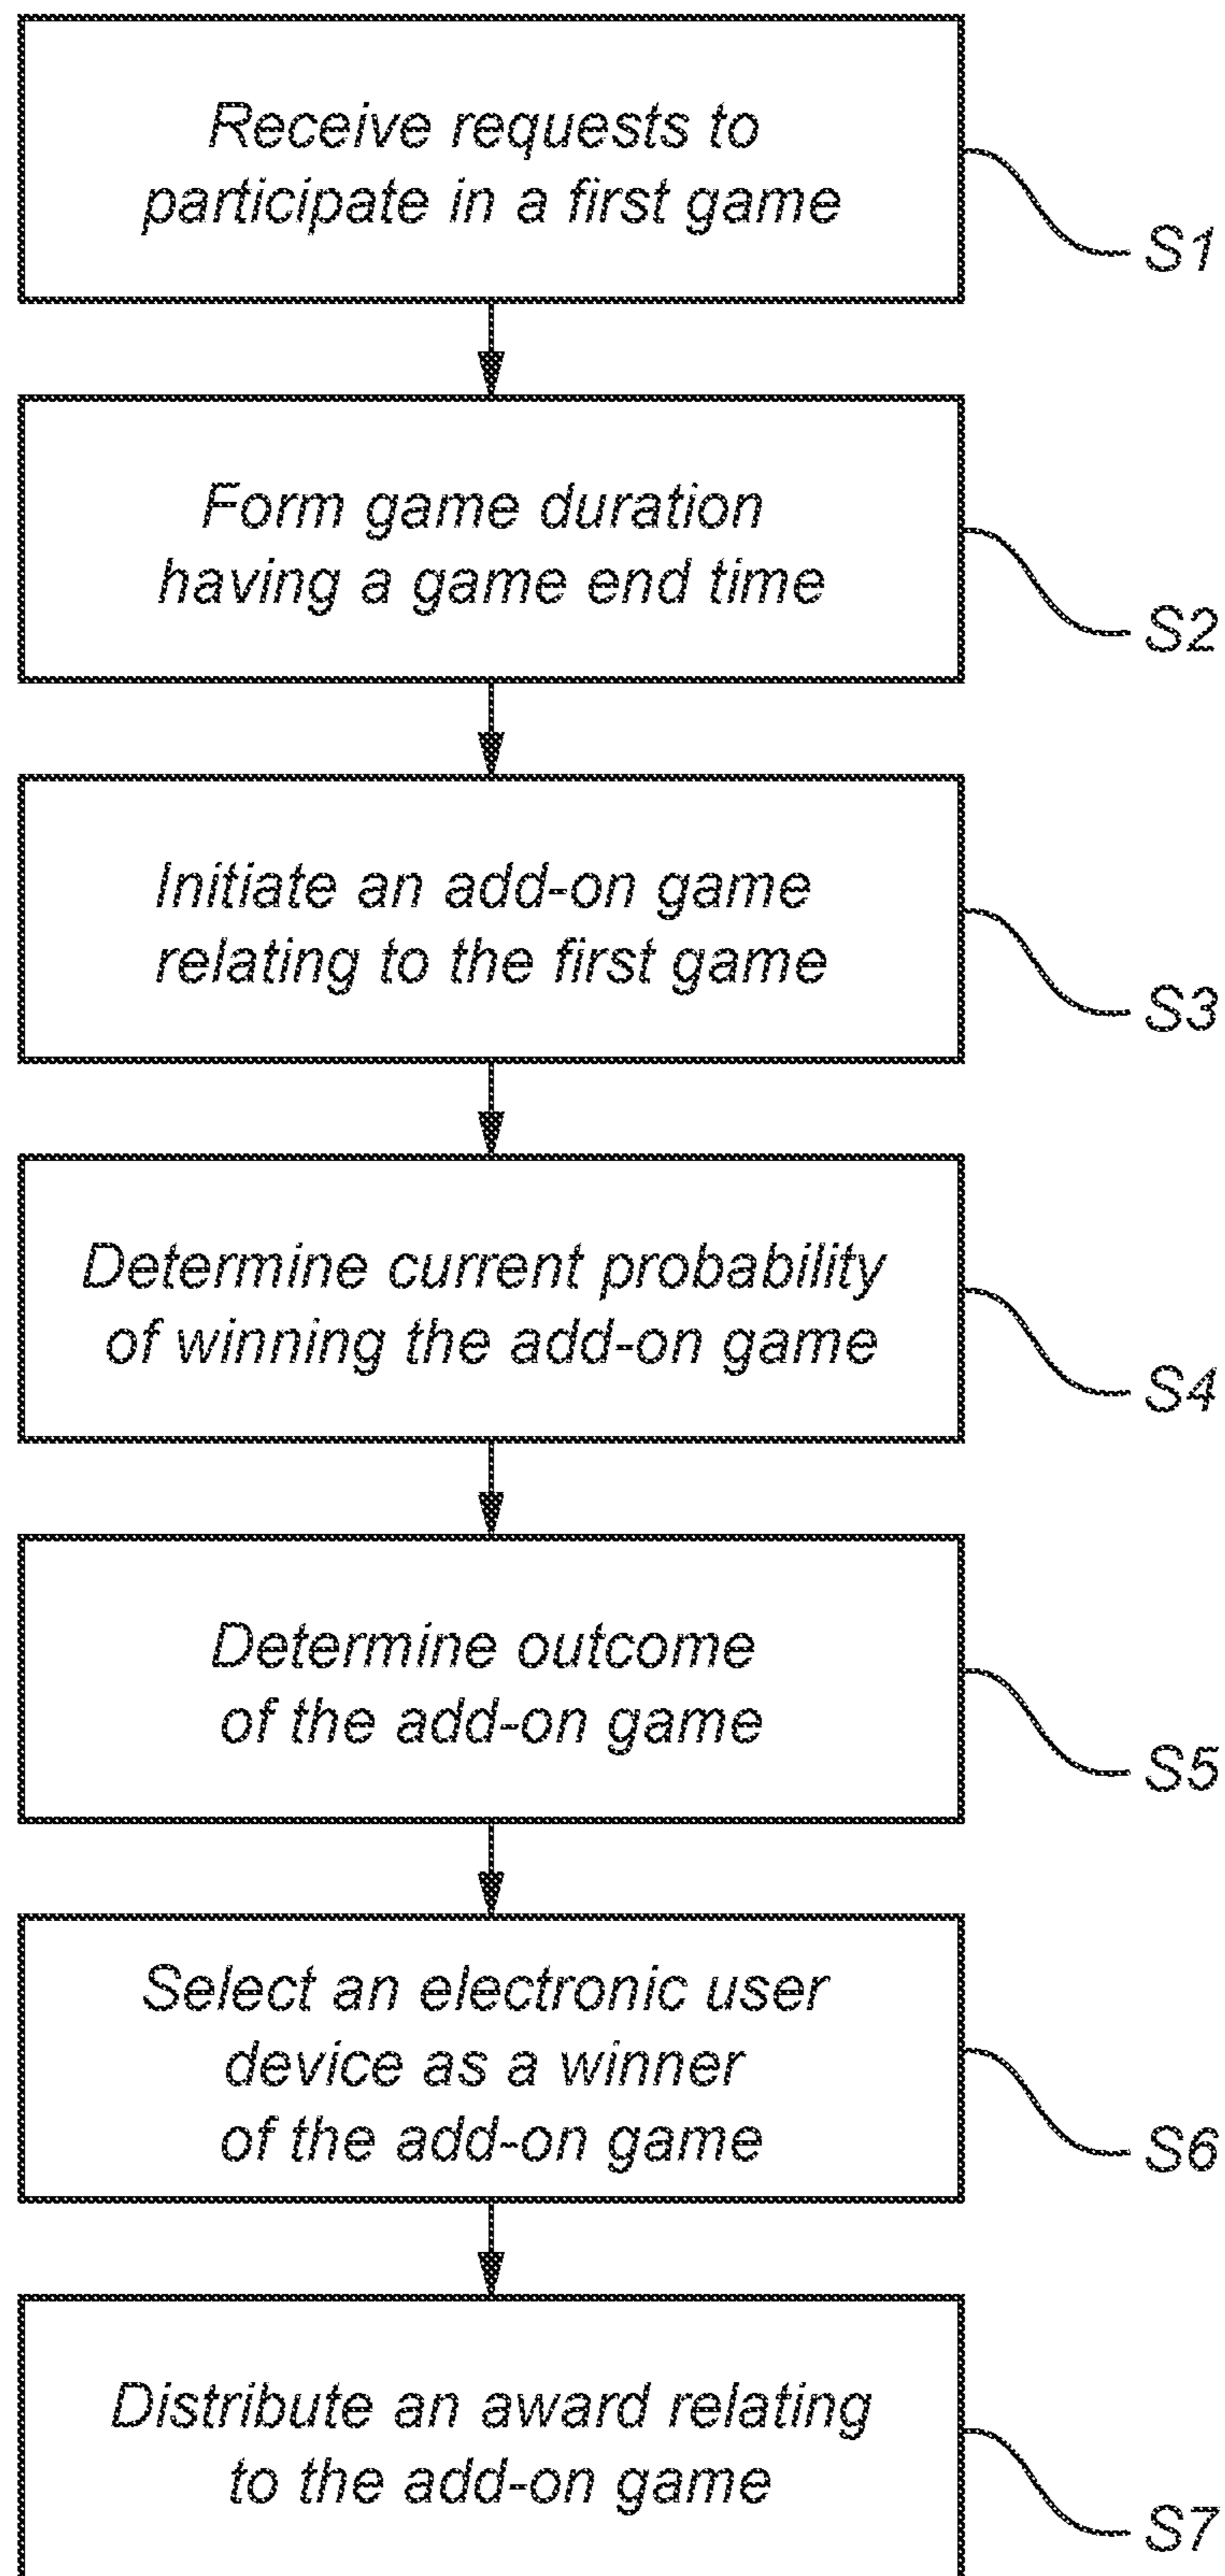 Receive requests to
participate in a first game
S1
Form game duration
having a game end time
S2
Initiate an add-on game
relating to the first game
S3
Determine current probability
of winning the add-on game
S4
Determine outcome
of the add-on game
S5
Select an electronic user
device as a winner
of the add-on game
S6
Distribute an award relating
to the add-on game
S7